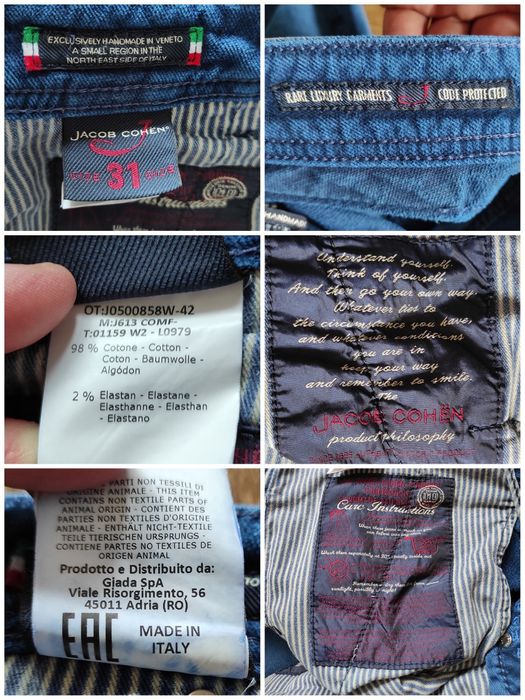 EXCLUSIVELY HANDMADE IN VENETO
A SMALL REGION IN THE
NORTH EAST SIDE OF ITALY
JACOB COHËN®
SIZE 31 SIZE
RARE LUXURY GARMENTS J CODE PROTECTED
HANDMADE
OT:J0500858W-42
M:J613 COMF-
T:01159 W2 - L0979
98 % Cotone - Cotton -
Coton - Baumwolle -
Algodón
2 % Elastan - Elastane -
Elasthanne - Elasthan
- Elastano
Understand yourself.
Think of yourself.
And then go your own way.
Whatever ties to
the circumstance you have,
and whatever conditions
you are in
keep your way
and remember to smile.
The
JACOB COHËN
product philosophy
PARTI NON TESSILI DI
ORIGINE ANIMALE - THIS ITEM
CONTAINS NON TEXTILE PARTS OF
ANIMAL ORIGIN - CONTIENT DES
PARTIES NON TEXTILES D'ORIGINE
ANIMALE - ENTHÄLT NICHT-TEXTILE
TEILE TIERISCHEN URSPRUNGS -
CONTIENE PARTES NO TEXTILES DE
ORIGEN ANIMAL
Prodotto e Distribuito da:
Giada SpA
Viale Risorgimento, 56
45011 Adria (RO)
EAC MADE IN
ITALY
Care Instructions